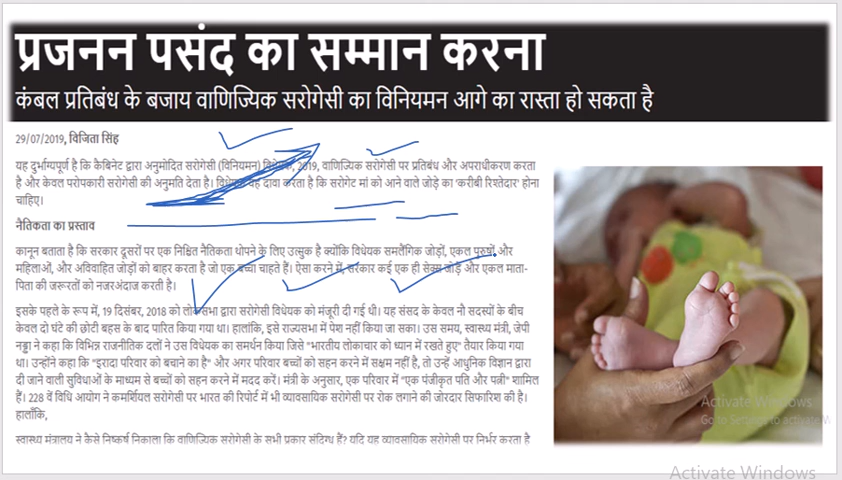 प्रजनन पसंद का सम्मान करना
कंबल प्रतिबंध के बजाय वाणिज्यिक सरोगेसी का विनियमन आगे का रास्ता हो सकता है
29/07/2019, विजिता सिंह
यह दुर्भाग्यपूर्ण है कि कैबिनेट द्वारा अनुमोदित सरोगेसी (विनियमन) विधेयक, 2019, वाणिज्यिक सरोगेसी पर प्रतिबंध और अपराधीकरण करता
है और केवल परोपकारी सरोगेसी की अनुमति देता है। विधेयक यह दावा करता है कि सरोगेट मां को आने वाले जोड़े का 'करीबी रिश्तेदार' होना
चाहिए।
नैतिकता का प्रस्ताव
कानून बताता है कि सरकार दूसरों पर एक निश्चित नैतिकता थोपने के लिए उत्सुक है क्योंकि विधेयक समलैंगिक जोड़ों, एकल पुरुषों और
महिलाओं, और अविवाहित जोड़ों को बाहर करता है जो एक बच्चा चाहते हैं। ऐसा करने में, सरकार कई एक ही सेक्स जोड़े और एकल माता-
पिता की जरूरतों को नजरअंदाज करती है।
इसके पहले के रूप में, 19 दिसंबर, 2018 को लोकसभा द्वारा सरोगेसी विधेयक को मंजूरी दी गई थी। यह संसद के केवल नौ सदस्यों के बीच
केवल दो घंटे की छोटी बहस के बाद पारित किया गया था। हालांकि, इसे राज्यसभा में पेश नहीं किया जा सका। उस समय, स्वास्थ्य मंत्री, जेपी
नड्डा ने कहा कि विभिन्न राजनीतिक दलों ने उस विधेयक का समर्थन किया जिसे "भारतीय लोकाचार को ध्यान में रखते हुए" तैयार किया गया
था। उन्होंने कहा कि "इरादा परिवार को बचाने का है" और अगर परिवार बच्चों को सहन करने में सक्षम नहीं है, तो उन्हें आधुनिक विज्ञान द्वारा
दी जाने वाली सुविधाओं के माध्यम से बच्चों को सहन करने में मदद करें। मंत्री के अनुसार, एक परिवार में "एक पंजीकृत पति और पत्नी" शामिल
हैं। 228 वें विधि आयोग ने कमर्शियल सरोगेसी पर भारत की रिपोर्ट में भी व्यावसायिक सरोगेसी पर रोक लगाने की जोरदार सिफारिश की है।
हालाँकि,
स्वास्थ्य मंत्रालय ने कैसे निष्कर्ष निकाला कि वाणिज्यिक सरोगेसी के सभी प्रकार संदिग्ध हैं? यदि यह व्यावसायिक सरोगेसी पर निर्भर करता है
Activate Windows
Go to Settings to activate W
Activate Windows